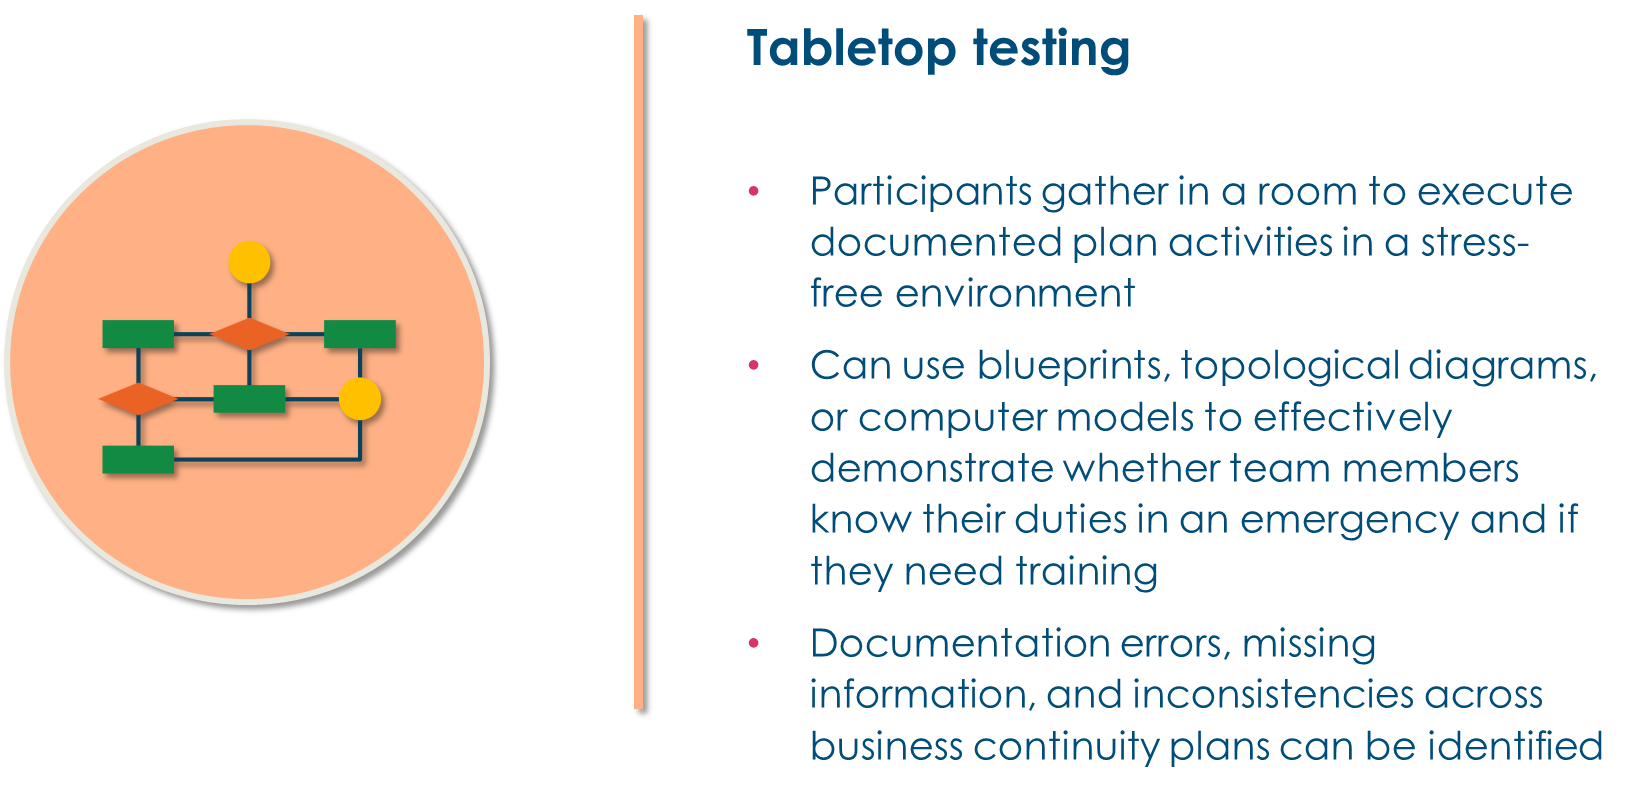 Tabletop testing
• Participants gather in a room to execute
documented plan activities in a stress-
free environment
• Can use blueprints, topological diagrams,
or computer models to effectively
demonstrate whether team members
know their duties in an emergency and if
they need training
• Documentation errors, missing
information, and inconsistencies across
business continuity plans can be identified